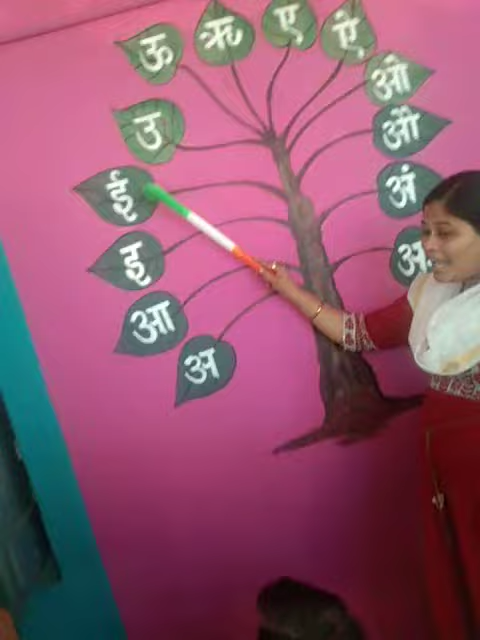 अ
आ
इ
ई
उ
ऊ
ऋ
ए
ऐ
ओ
औ
अं